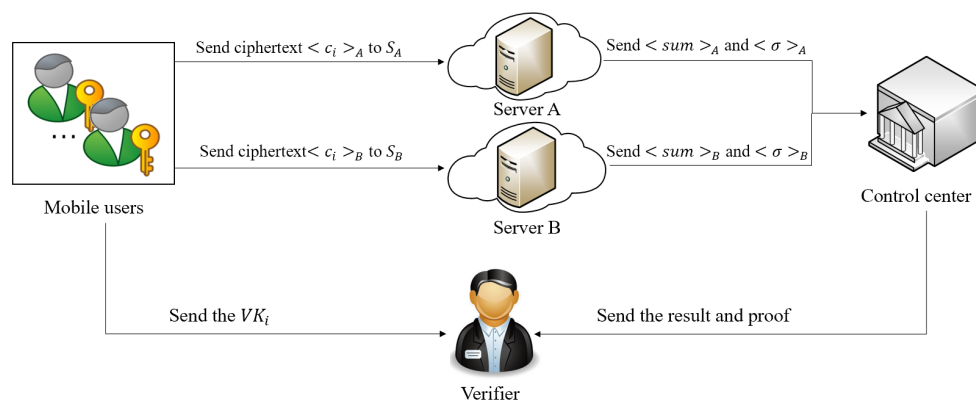 Send ciphertext < c_i >_A to S_A
Send < sum >_A and < σ >_A
Server A
...
Send ciphertext< c_i >_B to S_B
Send < sum >_B and < σ >_B
Mobile users
Server B
Control center
Send the VK_i
Send the result and proof
Verifier